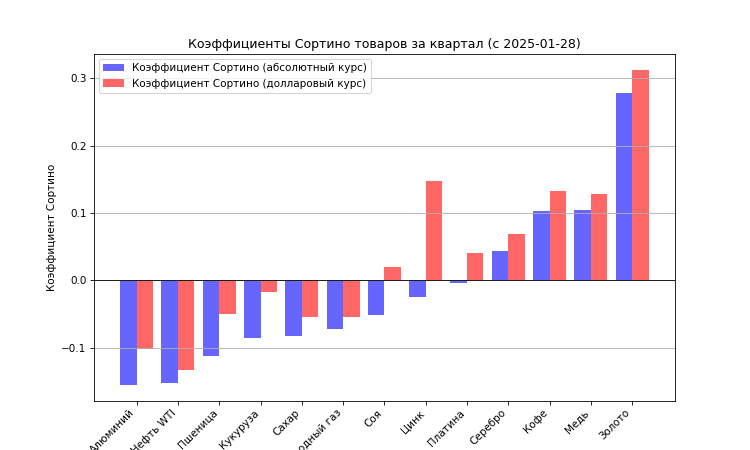 Коэффициенты Сортино товаров за квартал (с 2025-01-28)
Коэффициент Сортино (абсолютный курс)
Коэффициент Сортино (долларовый курс)
Коэффициент Сортино
0.3
0.2
0.1
0.0
−0.1
Алюминий
Нефть WTI
Пшеница
Кукуруза
Сахар
газ
Соя
Цинк
Платина
Серебро
Кофе
Медь
Золото